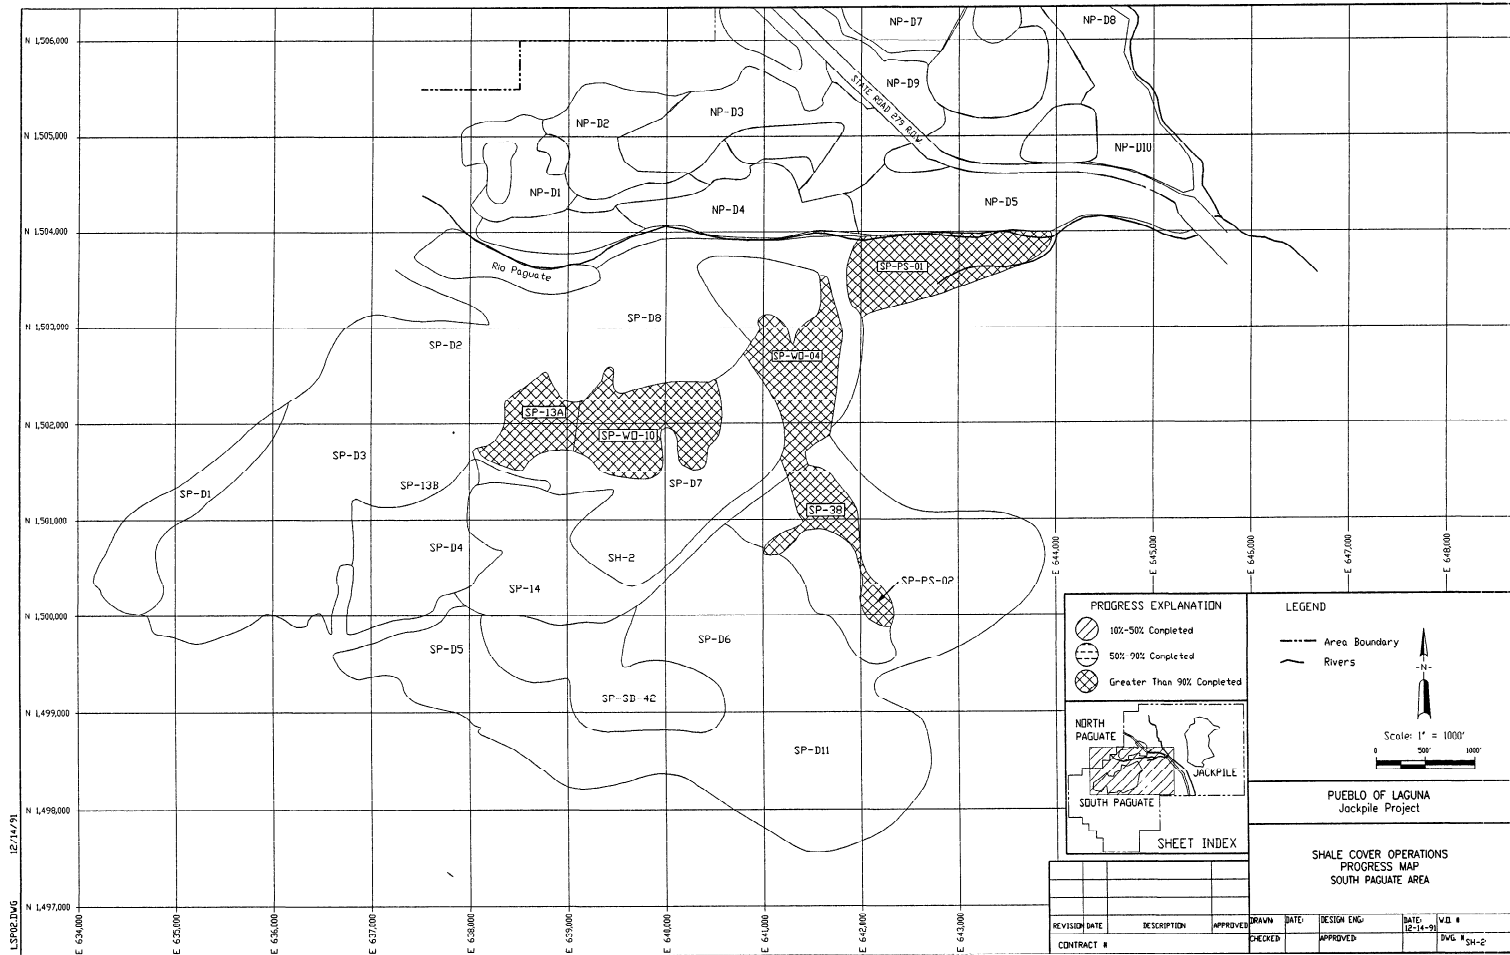 N 1,506,000
N 1,505,000
N 1,504,000
N 1,503,000
N 1,502,000
N 1,501,000
N 1,500,000
N 1,499,000
N 1,498,000
N 1,497,000
NP-D7
NP-D8
NP-D9
STATE ROAD 279 R.O.W
NP-D2
NP-D3
NP-D10
NP-D1
NP-D4
NP-D5
Rio Paguate
SP-PS-01
SP-D8
SP-D2
SP-WO-04
SP-13A
SP-WO-10
SP-D3
SP-13B
SP-D7
SP-D1
SP-38
SP-D4
SH-2
SP-14
SP-PS-02
SP-D5
SP-D6
SP-SB-42
SP-D11
E 644,000
E 645,000
E 646,000
E 647,000
E 648,000
PROGRESS EXPLANATION
10%-50% Completed
50%-90% Completed
Greater Than 90% Completed
LEGEND
Area Boundary
Rivers
-N-
Scale: 1" = 1000'
0 500' 1000'
NORTH
PAGUATE
JACKPILE
SOUTH PAGUATE
SHEET INDEX
PUEBLO OF LAGUNA
Jackpile Project
SHALE COVER OPERATIONS
PROGRESS MAP
SOUTH PAGUATE AREA
REVISION DATE DESCRIPTION APPROVED
CONTRACT #
DRAWN: DATE: DESIGN ENG: DATE: 12-14-91 W.O. #
CHECKED: APPROVED: DWG. # SH-2
E 634,000
E 635,000
E 636,000
E 637,000
E 638,000
E 639,000
E 640,000
E 641,000
E 642,000
E 643,000
LSP02.DWG 12/14/91